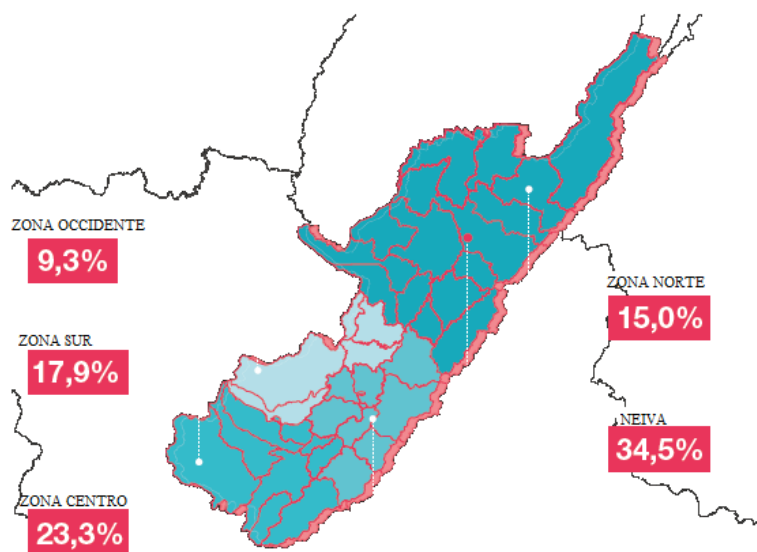 ZONA OCCIDENTE
9,3%
ZONA SUR
17,9%
ZONA CENTRO
23,3%
ZONA NORTE
15,0%
NEIVA
34,5%